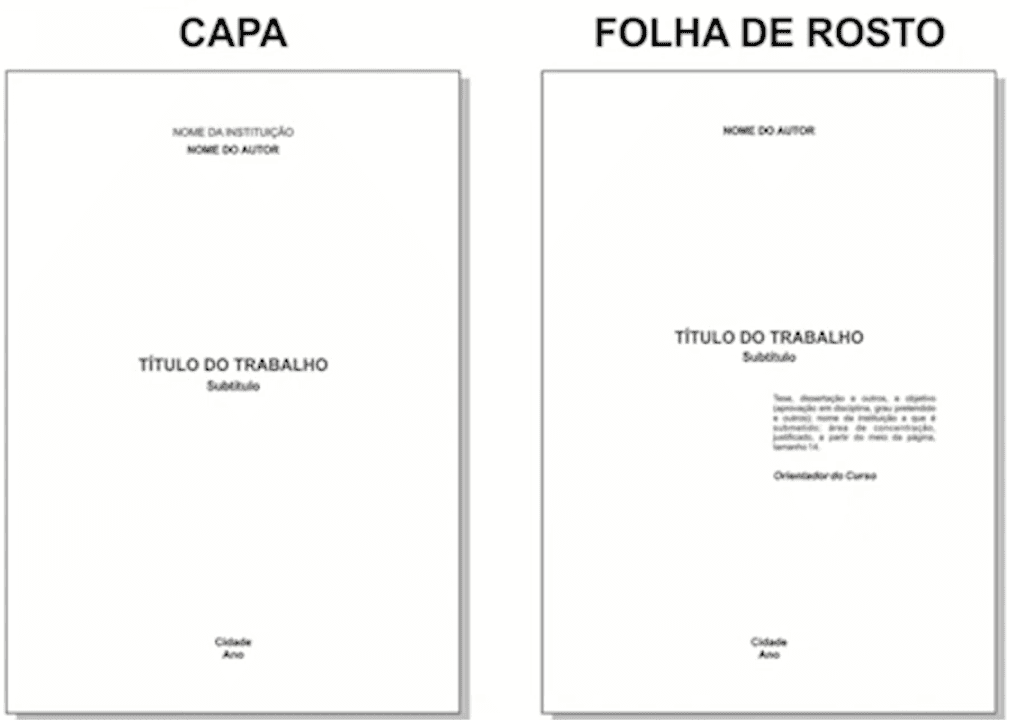 CAPA
NOME DA INSTITUIÇÃO
NOME DO AUTOR
TÍTULO DO TRABALHO
Subtítulo
Cidade
Ano
FOLHA DE ROSTO
NOME DO AUTOR
TÍTULO DO TRABALHO
Subtítulo
Tese, dissertação e outros, o objetivo
(aprovação em disciplina, grau pretendido
e outros); nome da instituição a que é
submetido; área de concentração,
justificado, a partir do meio da página,
tamanho 14.
Orientador do Curso
Cidade
Ano